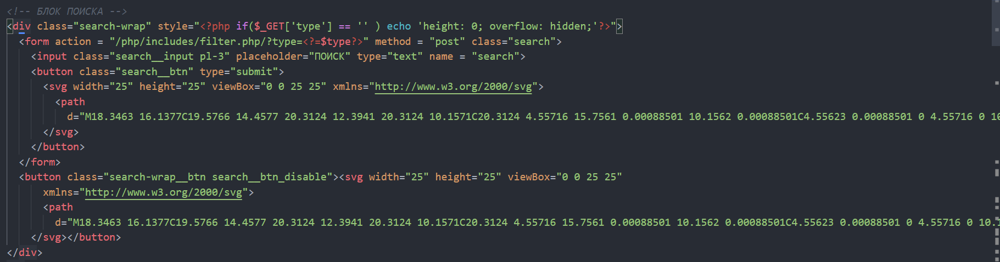 <!-- БЛОК ПОИСКА -->
<div class="search-wrap" style="<?php if($_GET['type'] == '' ) echo 'height: 0; overflow: hidden;'?>">
<form action = "/php/includes/filter.php/?type=<?=$type?>" method = "post" class="search">
<input class="search__input pl-3" placeholder="ПОИСК" type="text" name = "search">
<button class="search__btn" type="submit">
<svg width="25" height="25" viewBox="0 0 25 25" xmlns="http://www.w3.org/2000/svg">
<path
d="M18.3463 16.1377C19.5766 14.4577 20.3124 12.3941 20.3124 10.1571C20.3124 4.55716 15.7561 0.00088501 10.1562 0.00088501C4.55623 0.00088501 0 4.55716 0 10
</svg>
</button>
</form>
<button class="search-wrap__btn search__btn_disable"><svg width="25" height="25" viewBox="0 0 25 25"
xmlns="http://www.w3.org/2000/svg">
<path
d="M18.3463 16.1377C19.5766 14.4577 20.3124 12.3941 20.3124 10.1571C20.3124 4.55716 15.7561 0.00088501 10.1562 0.00088501C4.55623 0.00088501 0 4.55716 0 10.1
</svg></button>
</div>